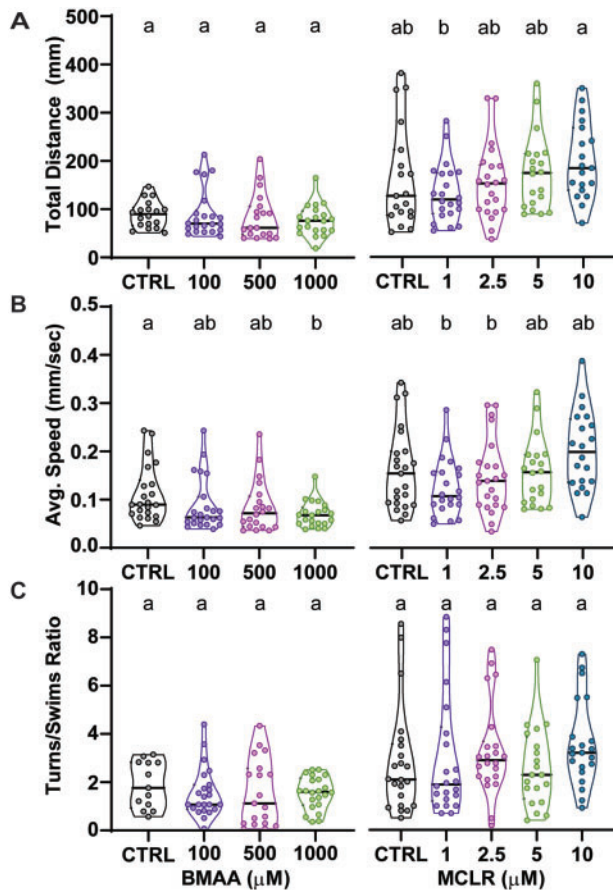 A
Total Distance (mm)
500
400
300
200
100
0
a a a a
ab b ab ab a
CTRL 100 500 1000
CTRL 1 2.5 5 10
B
Avg. Speed (mm/sec)
0.5
0.4
0.3
0.2
0.1
0.0
a ab ab b
ab b b ab ab
CTRL 100 500 1000
CTRL 1 2.5 5 10
C
Turns/Swims Ratio
10
8
6
4
2
0
a a a a
a a a a a
CTRL 100 500 1000
CTRL 1 2.5 5 10
BMAA (μM)
MCLR (μM)